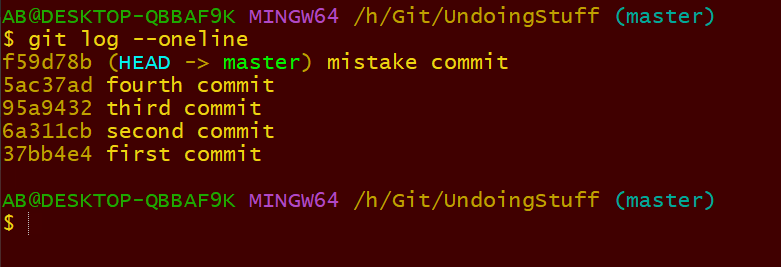 AB@DESKTOP-QBBAF9K MINGW64 /h/Git/UndoingStuff (master)
$ git log --oneline
f59d78b (HEAD -> master) mistake commit
5ac37ad fourth commit
95a9432 third commit
6a311cb second commit
37bb4e4 first commit
AB@DESKTOP-QBBAF9K MINGW64 /h/Git/UndoingStuff (master)
$